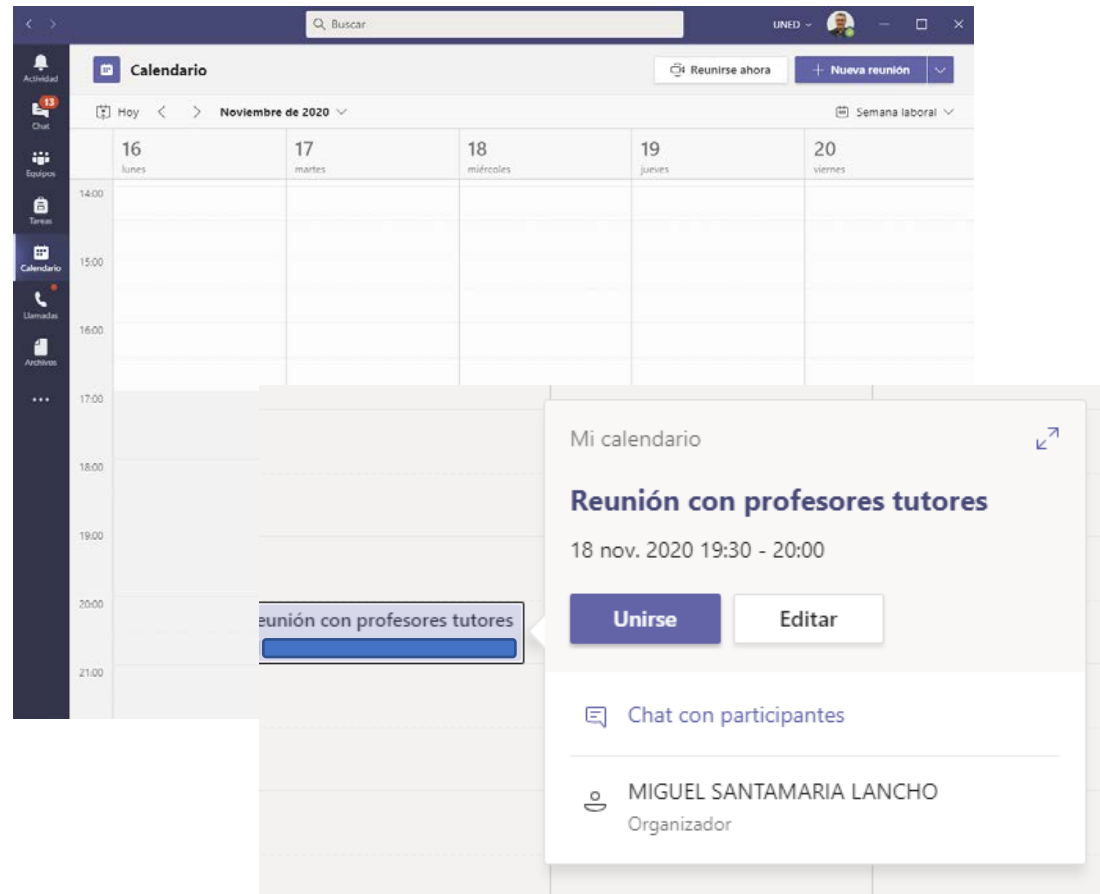 Buscar
UNED
Actividad
13
Chat
Equipos
Tareas
Calendario
Llamadas
Archivos
Calendario
Reunirse ahora
Nueva reunión
Hoy
Noviembre de 2020
Semana laboral
16
lunes
17
martes
18
miércoles
19
jueves
20
viernes
14:00
15:00
16:00
17:00
18:00
19:00
20:00
21:00
eunión con profesores tutores
Mi calendario
Reunión con profesores tutores
18 nov. 2020 19:30 - 20:00
Unirse
Editar
Chat con participantes
MIGUEL SANTAMARIA LANCHO
Organizador